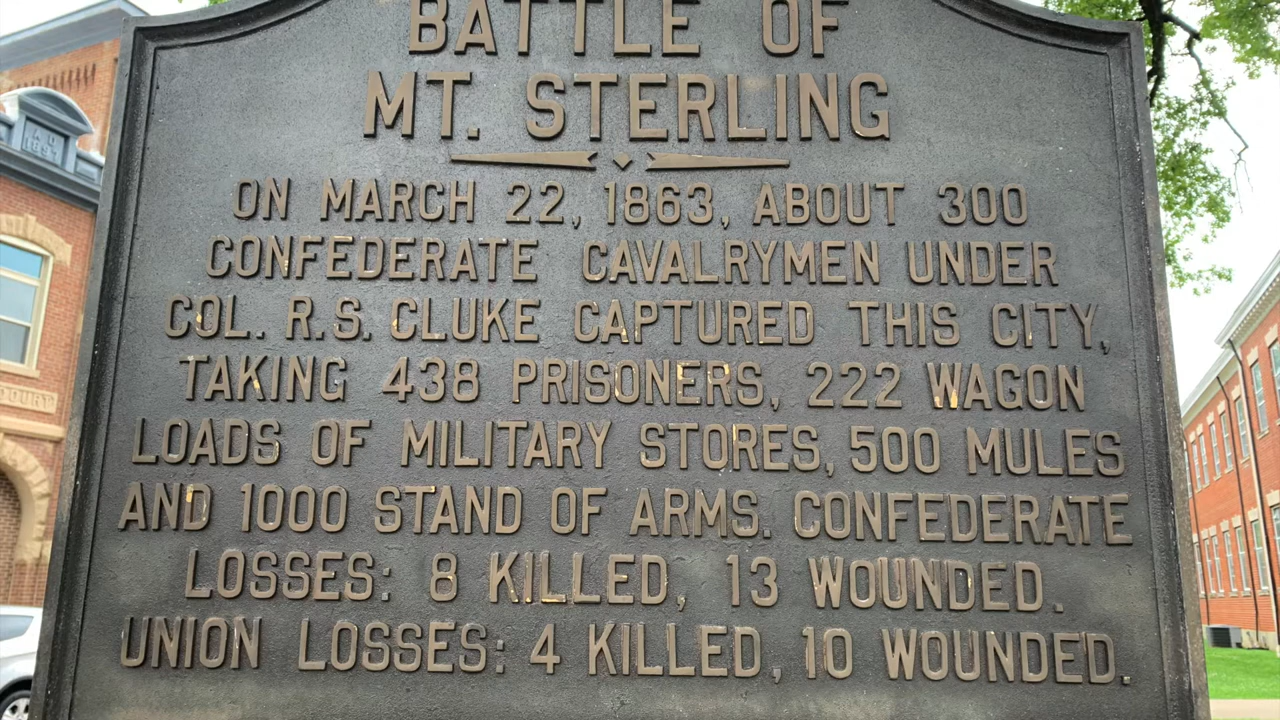 BATTLE OF
MT. STERLING
ON MARCH 22, 1863, ABOUT 300
CONFEDERATE CAVALRYMEN UNDER
COL. R.S. CLUKE CAPTURED THIS CITY,
TAKING 438 PRISONERS, 222 WAGON
LOADS OF MILITARY STORES, 500 MULES
AND 1000 STAND OF ARMS. CONFEDERATE
LOSSES: 8 KILLED, 13 WOUNDED.
UNION LOSSES: 4 KILLED, 10 WOUNDED.